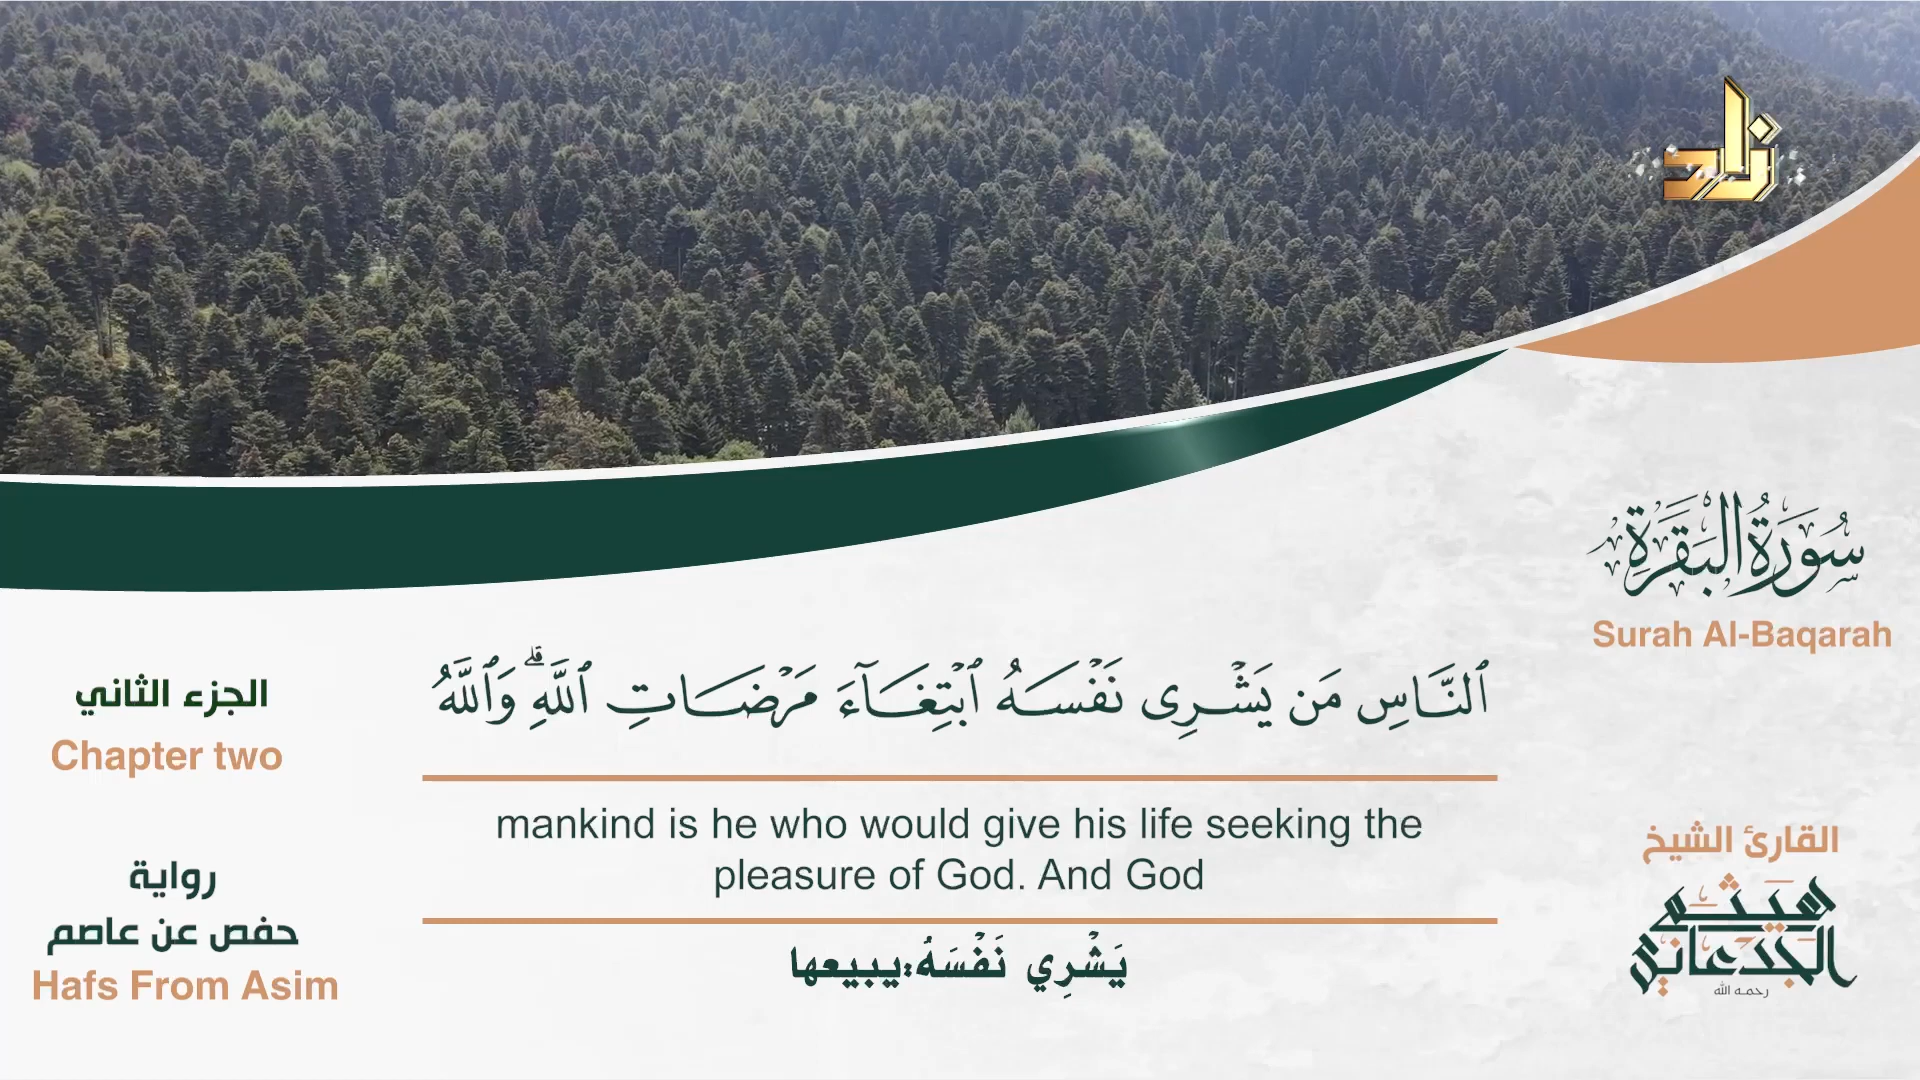 زاد
سُورَةُ البَقَرَةِ
Surah Al-Baqarah
ٱلنَّاسِ مَن يَشْرِى نَفْسَهُ ٱبْتِغَآءَ مَرْضَاتِ ٱللَّهِۗ وَٱللَّهُ
الجزء الثاني
Chapter two
mankind is he who would give his life seeking the
pleasure of God. And God
القارئ الشيخ
هيثم
الجدعاني
رحمه الله
رواية
حفص عن عاصم
Hafs From Asim
يَشْرِي نَفْسَهُ:يبيعها